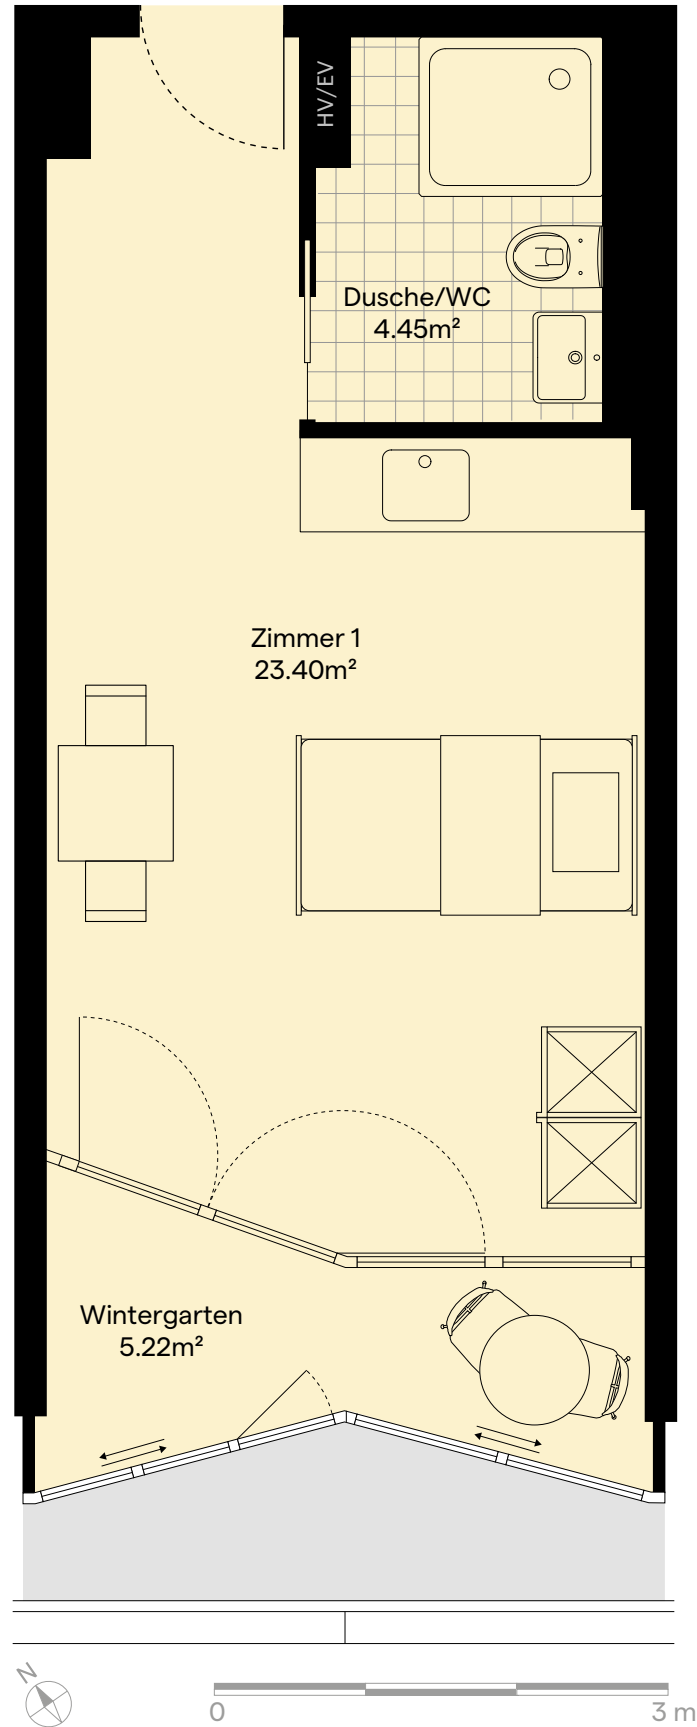 HV/EV
Dusche/WC
4.45m²
Zimmer 1
23.40m²
Wintergarten
5.22m²
N
0
3 m